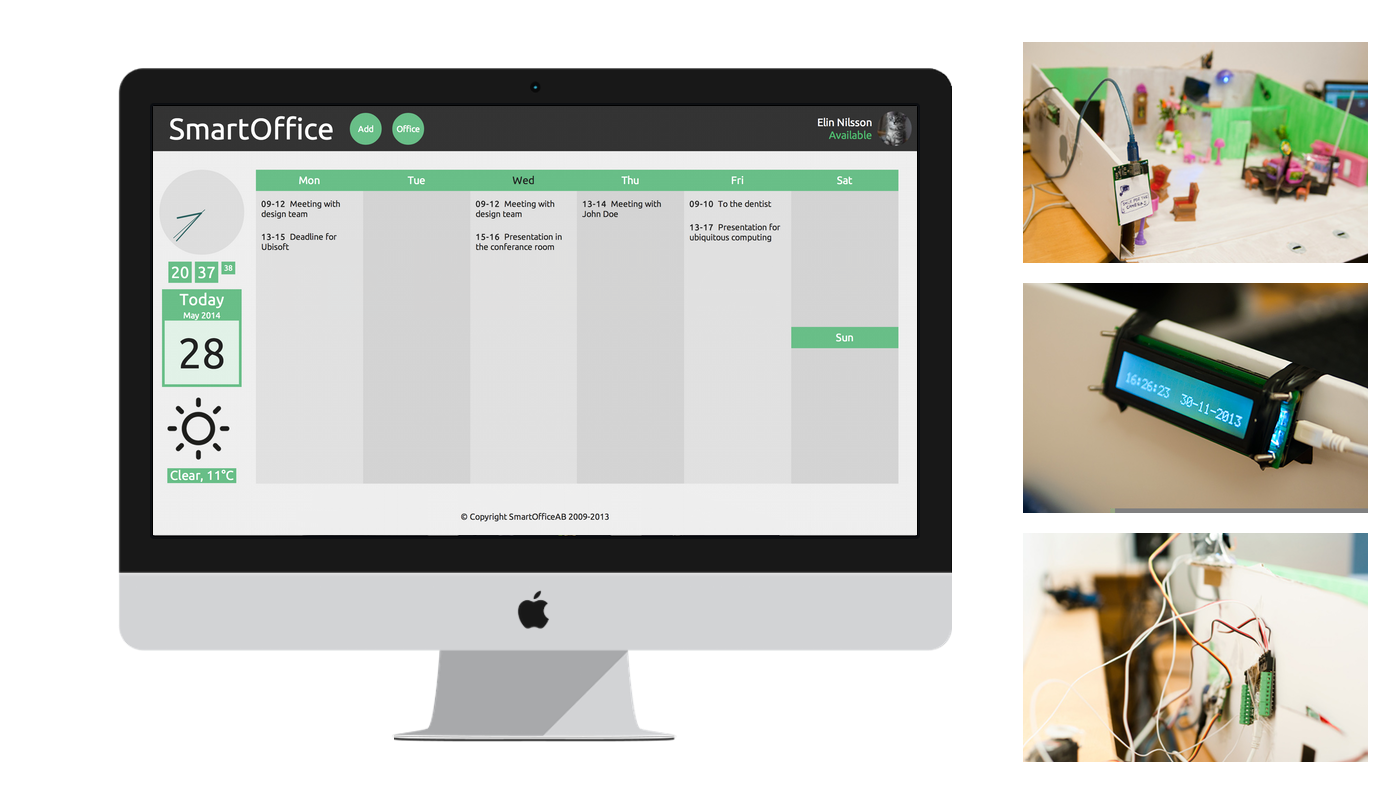 SmartOffice
Add
Office
Elin Nilsson
Available
20 37 38
Today
May 2014
28
Clear, 11°C
Mon
Tue
Wed
Thu
Fri
Sat
09-12 Meeting with
design team
13-15 Deadline for
Ubisoft
09-12 Meeting with
design team
15-16 Presentation in
the conferance room
13-14 Meeting with
John Doe
09-10 To the dentist
13-17 Presentation for
ubiquitous computing
Sun
© Copyright SmartOfficeAB 2009-2013
16:26:23 30-11-2013